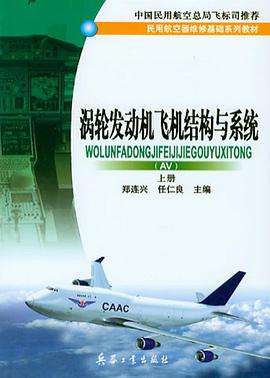 中国民用航空总局飞标司推荐
民用航空器维修基础系列教材
涡轮发动机飞机结构与系统
WOLUNFADONGJIFEIJIJIEGOUYUXITONG
(AV)
上册
郑连兴 任仁良 主编
CAAC
兵器工业出版社